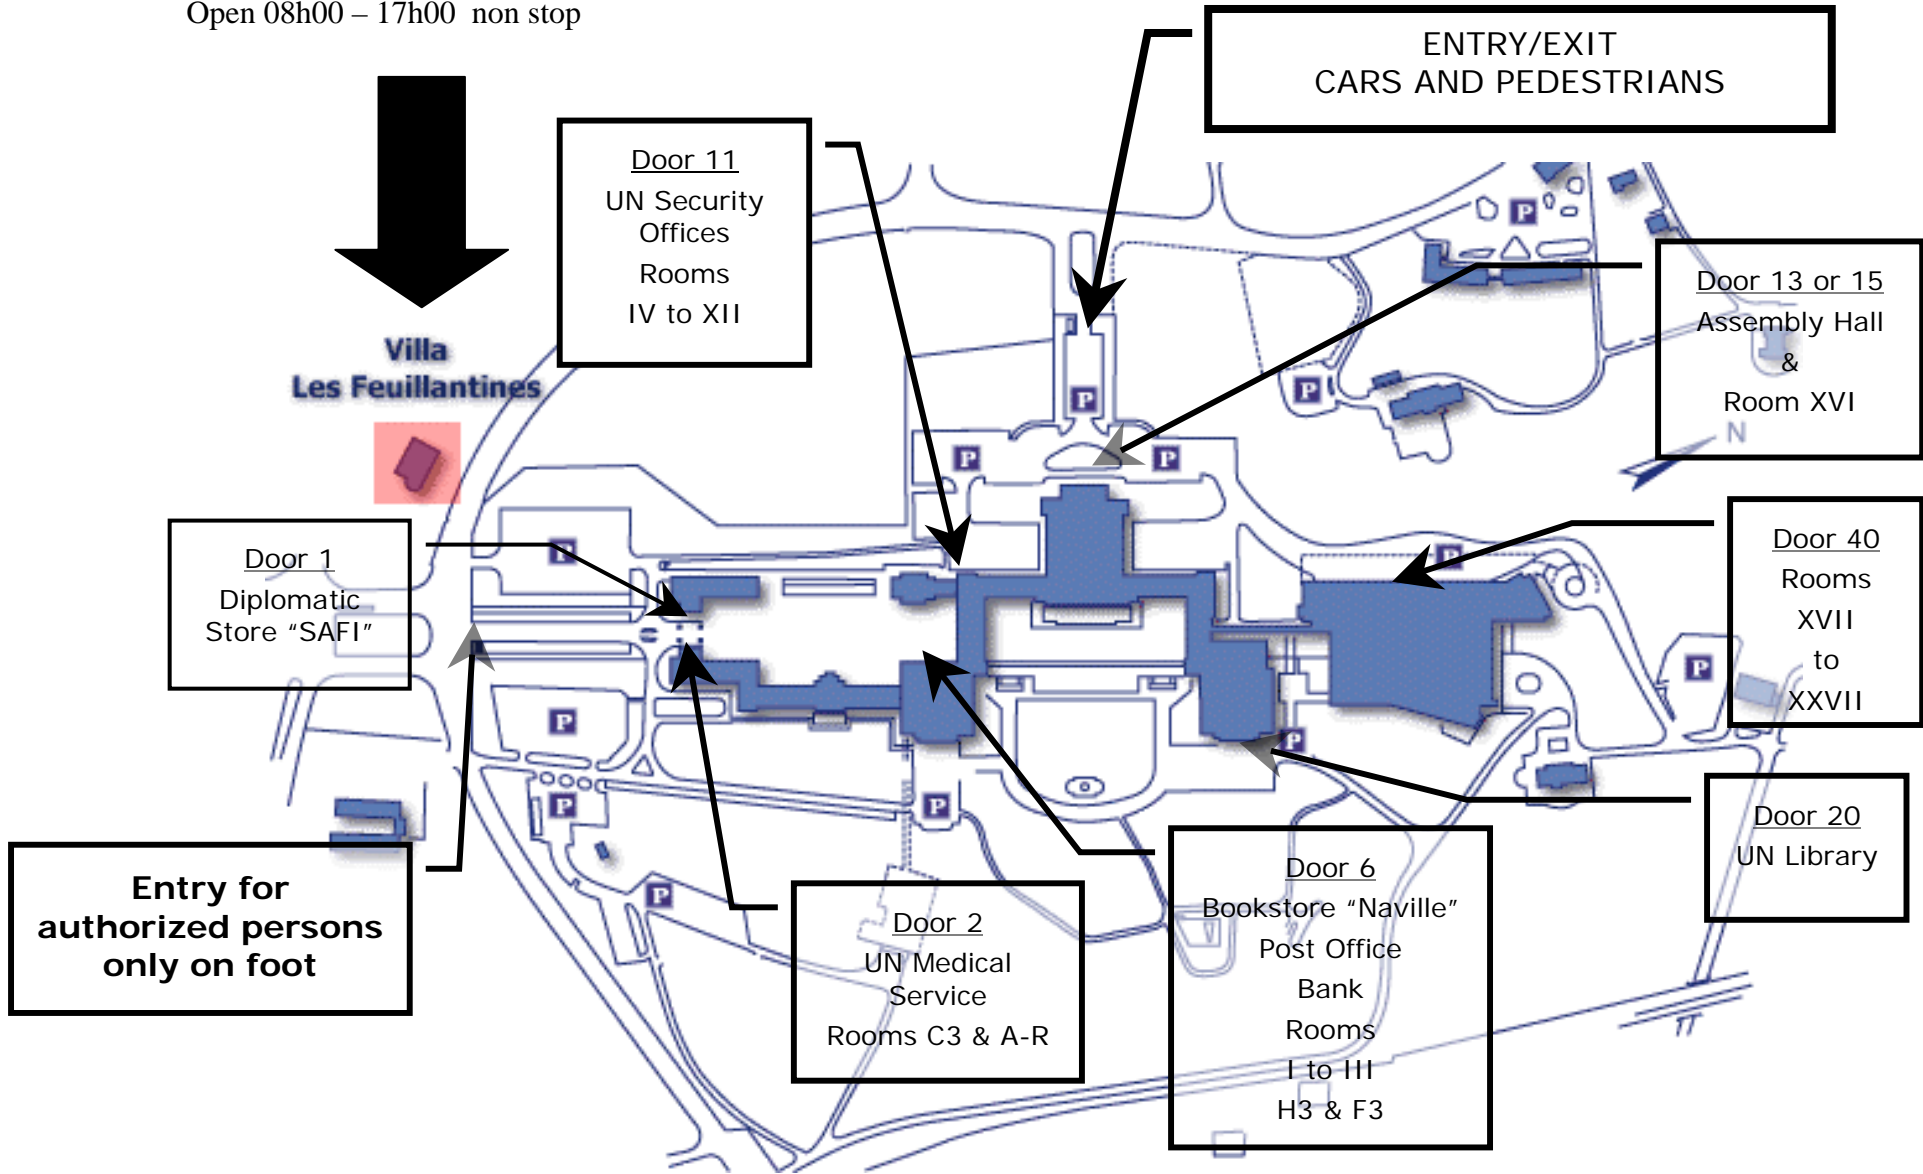 Open 08h00 – 17h00  non stop
ENTRY/EXIT
CARS AND PEDESTRIANS
Door 11
UN Security
Offices
Rooms
IV to XII
Villa
Les Feuillantines
Door 13 or 15
Assembly Hall
&
Room XVI
N
P
P
P
P
P
P
P
P
P
P
P
P
P
P
Door 1
Diplomatic
Store “SAFI”
Door 40
Rooms
XVII
to
XXVII
Door 20
UN Library
Entry for
authorized persons
only on foot
Door 2
UN Medical
Service
Rooms C3 & A-R
Door 6
Bookstore “Naville”
Post Office
Bank
Rooms
I to III
H3 & F3